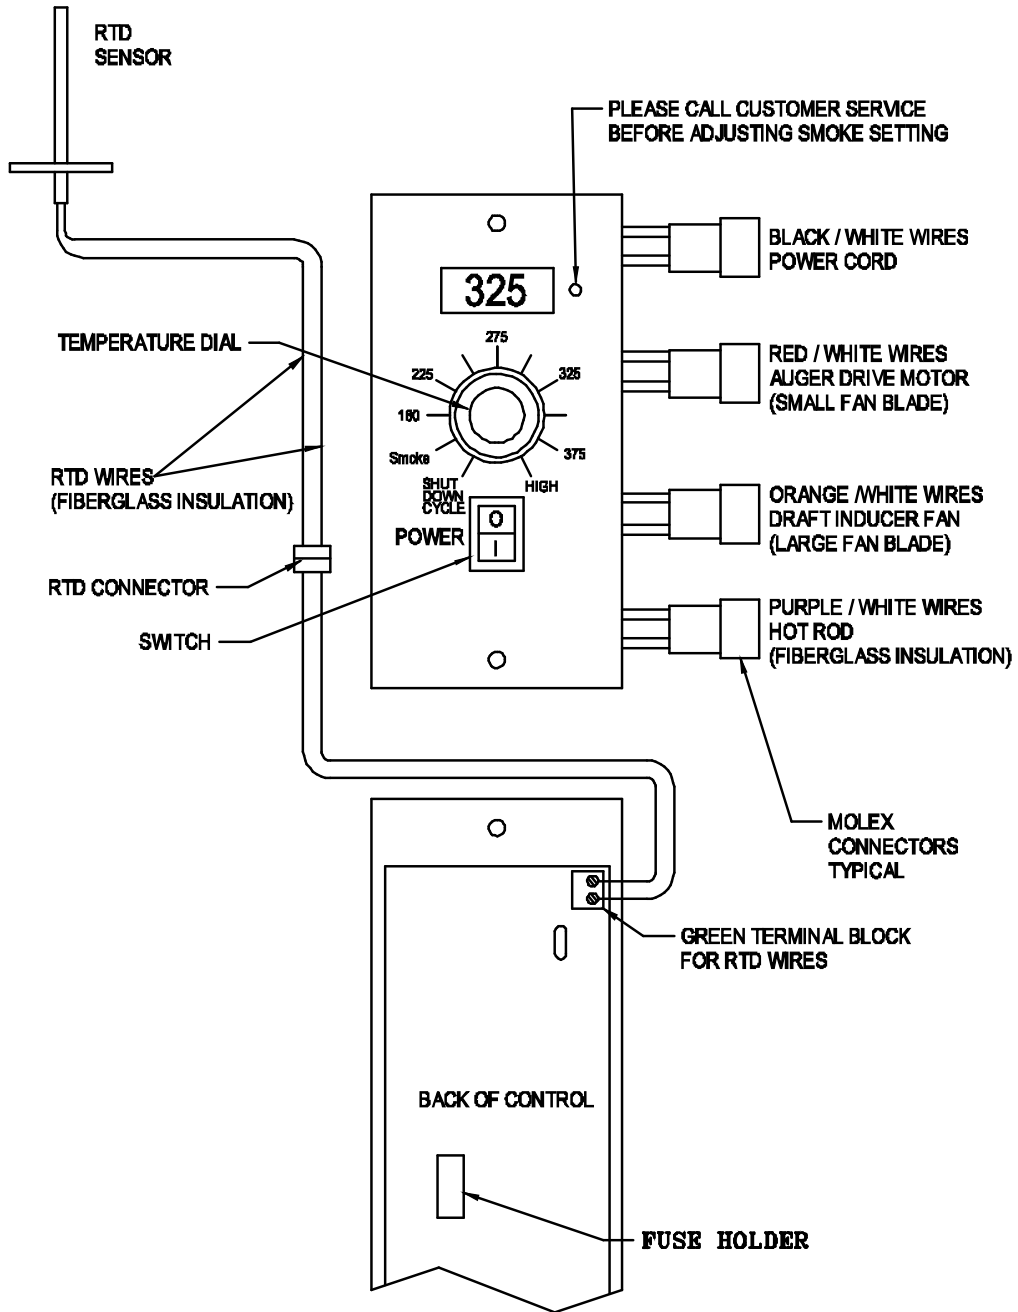 RTD
SENSOR
PLEASE CALL CUSTOMER SERVICE
BEFORE ADJUSTING SMOKE SETTING
BLACK / WHITE WIRES
POWER CORD
325
TEMPERATURE DIAL
275
225
325
160
Smoke
375
SHUT
DOWN
CYCLE
HIGH
RED / WHITE WIRES
AUGER DRIVE MOTOR
(SMALL FAN BLADE)
RTD WIRES
(FIBERGLASS INSULATION)
POWER
O
I
ORANGE /WHITE WIRES
DRAFT INDUCER FAN
(LARGE FAN BLADE)
RTD CONNECTOR
SWITCH
PURPLE / WHITE WIRES
HOT ROD
(FIBERGLASS INSULATION)
MOLEX
CONNECTORS
TYPICAL
GREEN TERMINAL BLOCK
FOR RTD WIRES
BACK OF CONTROL
FUSE HOLDER